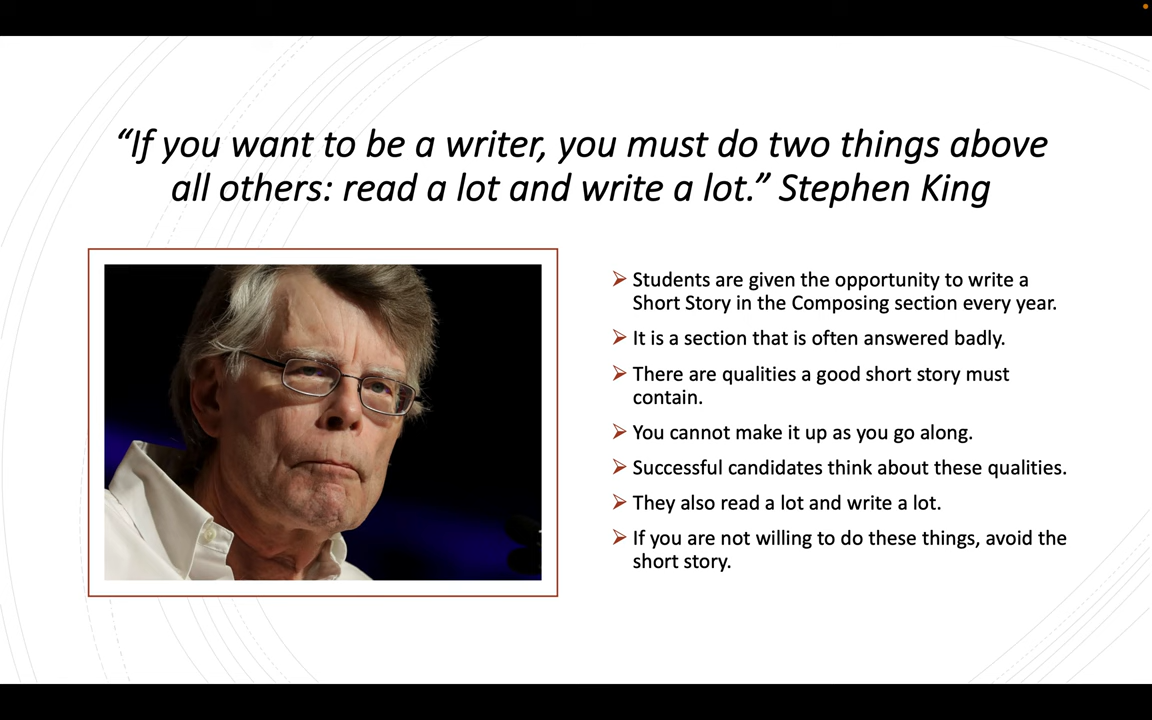 “If you want to be a writer, you must do two things above
all others: read a lot and write a lot.” Stephen King
Students are given the opportunity to write a
Short Story in the Composing section every year.
It is a section that is often answered badly.
There are qualities a good short story must
contain.
You cannot make it up as you go along.
Successful candidates think about these qualities.
They also read a lot and write a lot.
If you are not willing to do these things, avoid the
short story.